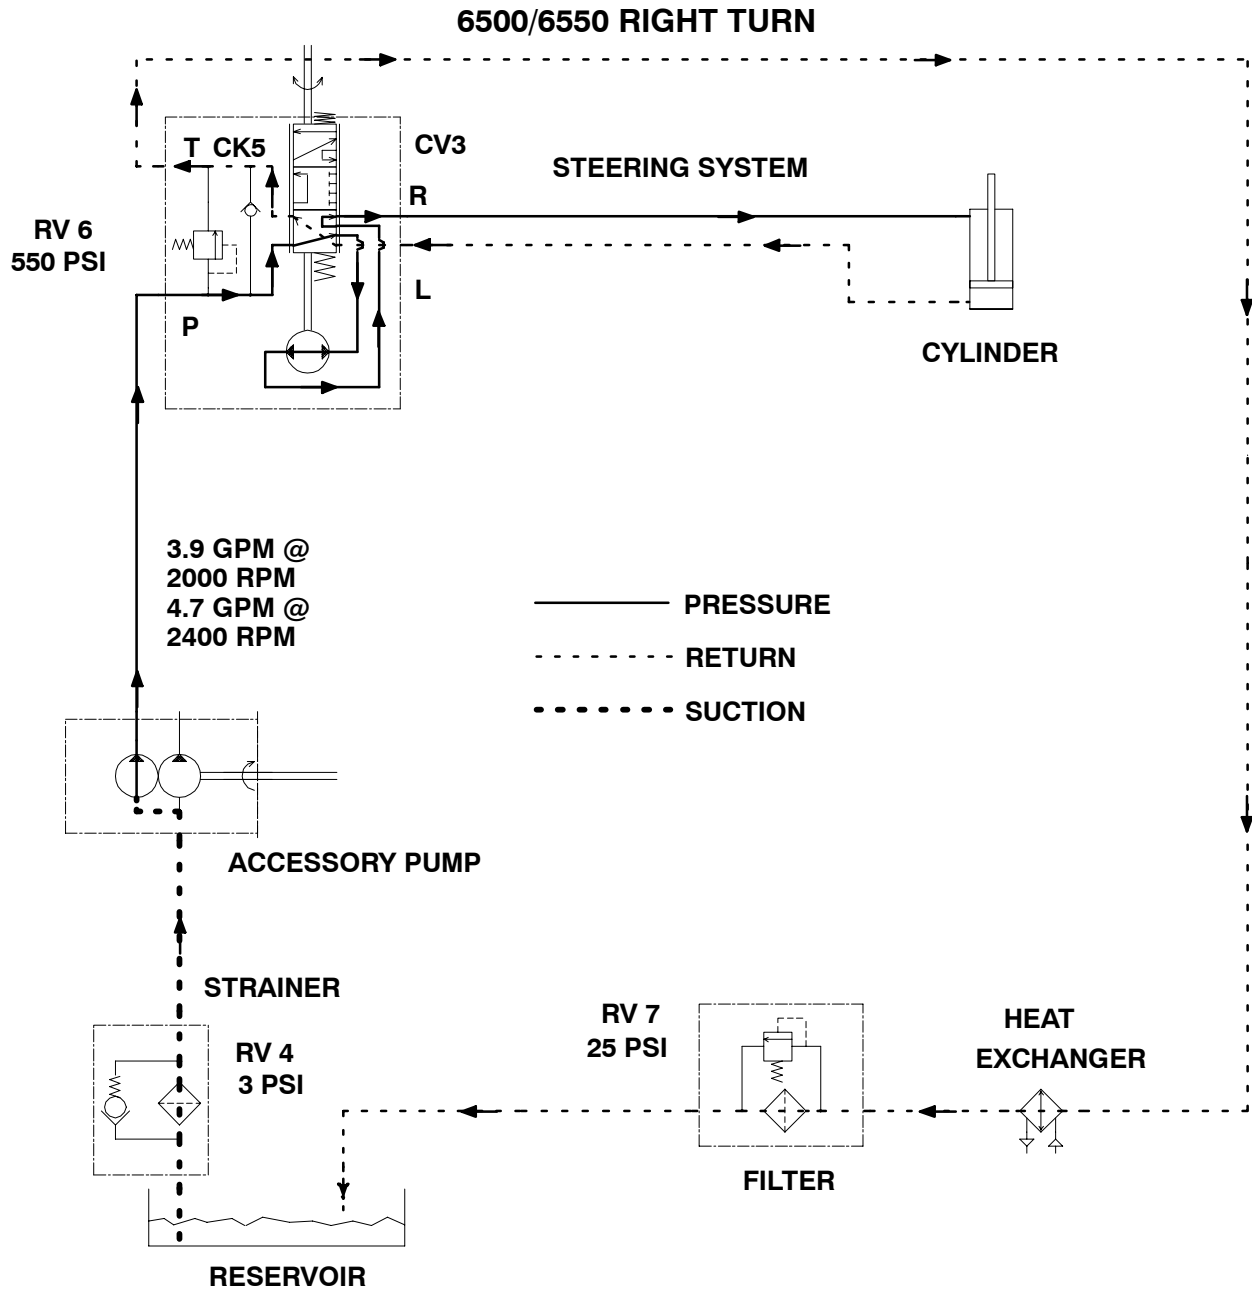 6500/6550 RIGHT TURN
T CK5
CV3
STEERING SYSTEM
R
RV 6
550 PSI
L
P
CYLINDER
3.9 GPM @
2000 RPM
4.7 GPM @
2400 RPM
PRESSURE
RETURN
SUCTION
ACCESSORY PUMP
STRAINER
RV 4
3 PSI
RV 7
25 PSI
HEAT
EXCHANGER
FILTER
RESERVOIR